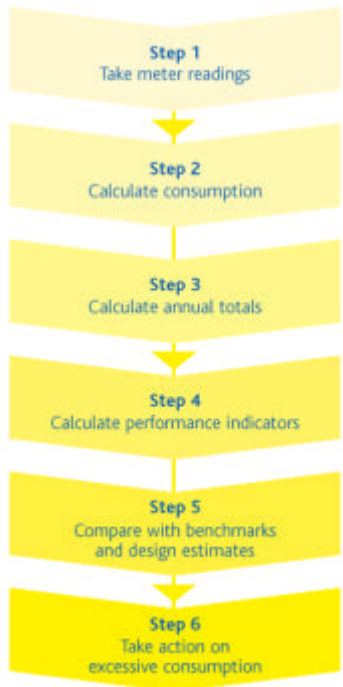 Step 1
Take meter readings
Step 2
Calculate consumption
Step 3
Calculate annual totals
Step 4
Calculate performance indicators
Step 5
Compare with benchmarks
and design estimates
Step 6
Take action on
excessive consumption